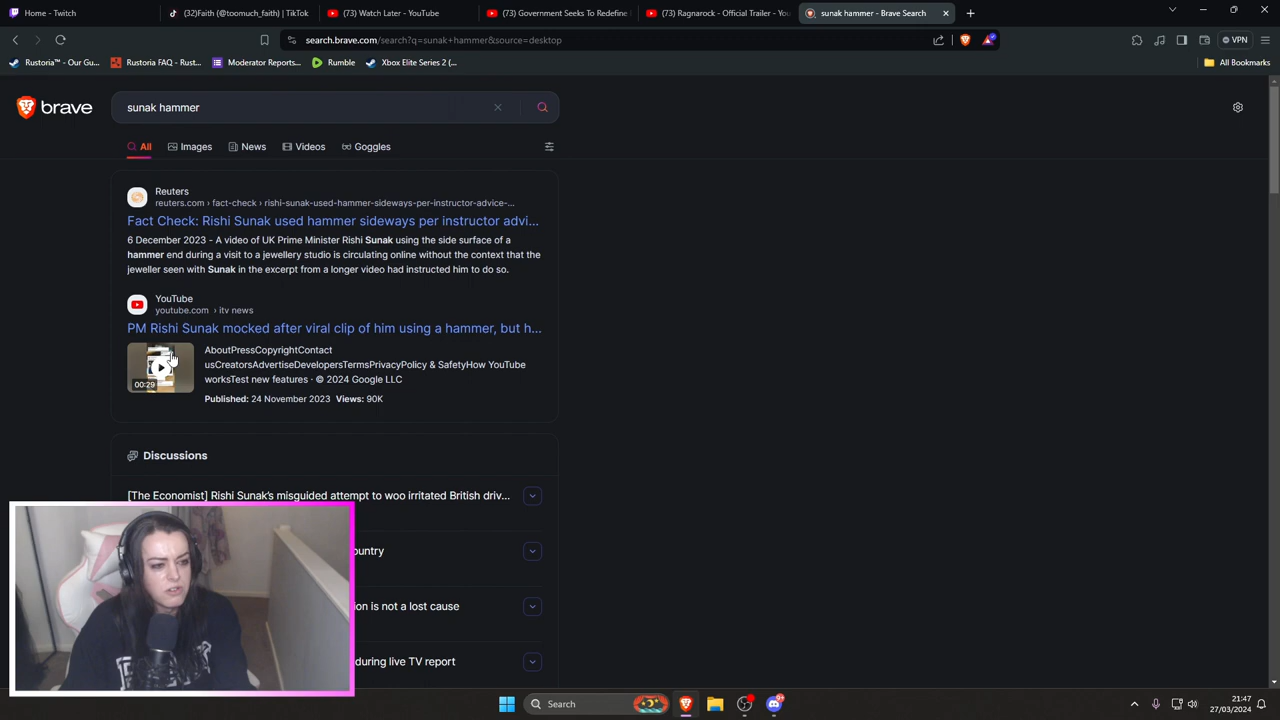 Home - Twitch
(32)Faith (@toomuch_faith) | TikTok
(73) Watch Later - YouTube
(73) Government Seeks To Redefine
(73) Ragnarock - Official Trailer - You
sunak hammer - Brave Search
search.brave.com/search?q=sunak+hammer&source=desktop
VPN
Rustoria™ - Our Gu...
Rustoria FAQ - Rust...
Moderator Reports...
Rumble
Xbox Elite Series 2 (...
All Bookmarks
brave
sunak hammer
All
Images
News
Videos
Goggles
Reuters
reuters.com › fact-check › rishi-sunak-used-hammer-sideways-per-instructor-advice-...
Fact Check: Rishi Sunak used hammer sideways per instructor advi...
6 December 2023 - A video of UK Prime Minister Rishi Sunak using the side surface of a
hammer end during a visit to a jewellery studio is circulating online without the context that the
jeweller seen with Sunak in the excerpt from a longer video had instructed him to do so.
YouTube
youtube.com › itv news
PM Rishi Sunak mocked after viral clip of him using a hammer, but h...
00:29
AboutPressCopyrightContact
usCreatorsAdvertiseDevelopersTermsPrivacyPolicy & SafetyHow YouTube
worksTest new features · © 2024 Google LLC
Published: 24 November 2023 Views: 90K
Discussions
[The Economist] Rishi Sunak's misguided attempt to woo irritated British driv...
ountry
ion is not a lost cause
during live TV report
Search
9+
21:47
27/03/2024